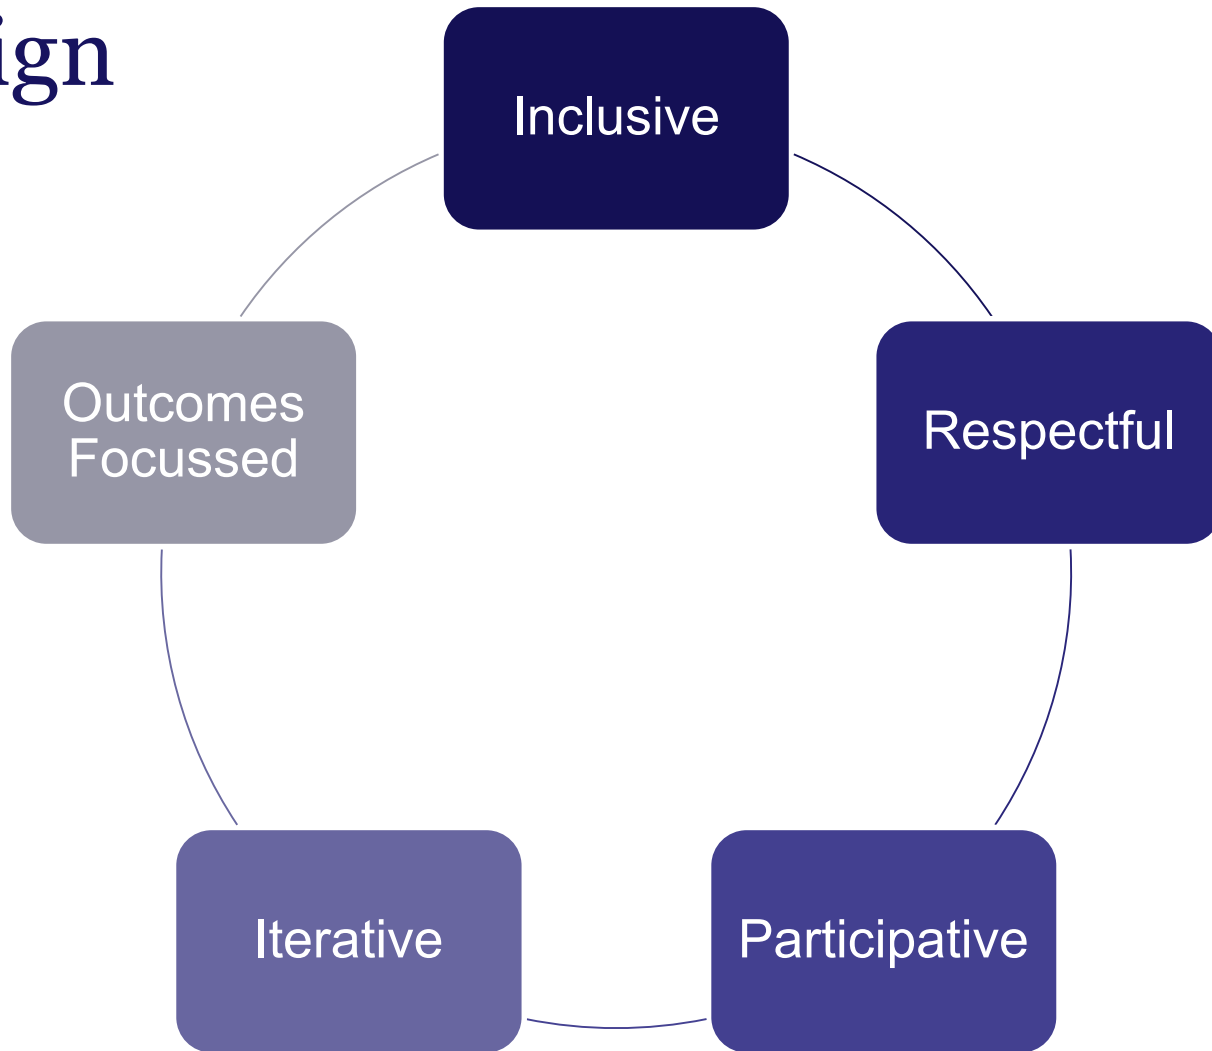 ign
Inclusive
Respectful
Participative
Iterative
Outcomes
Focussed